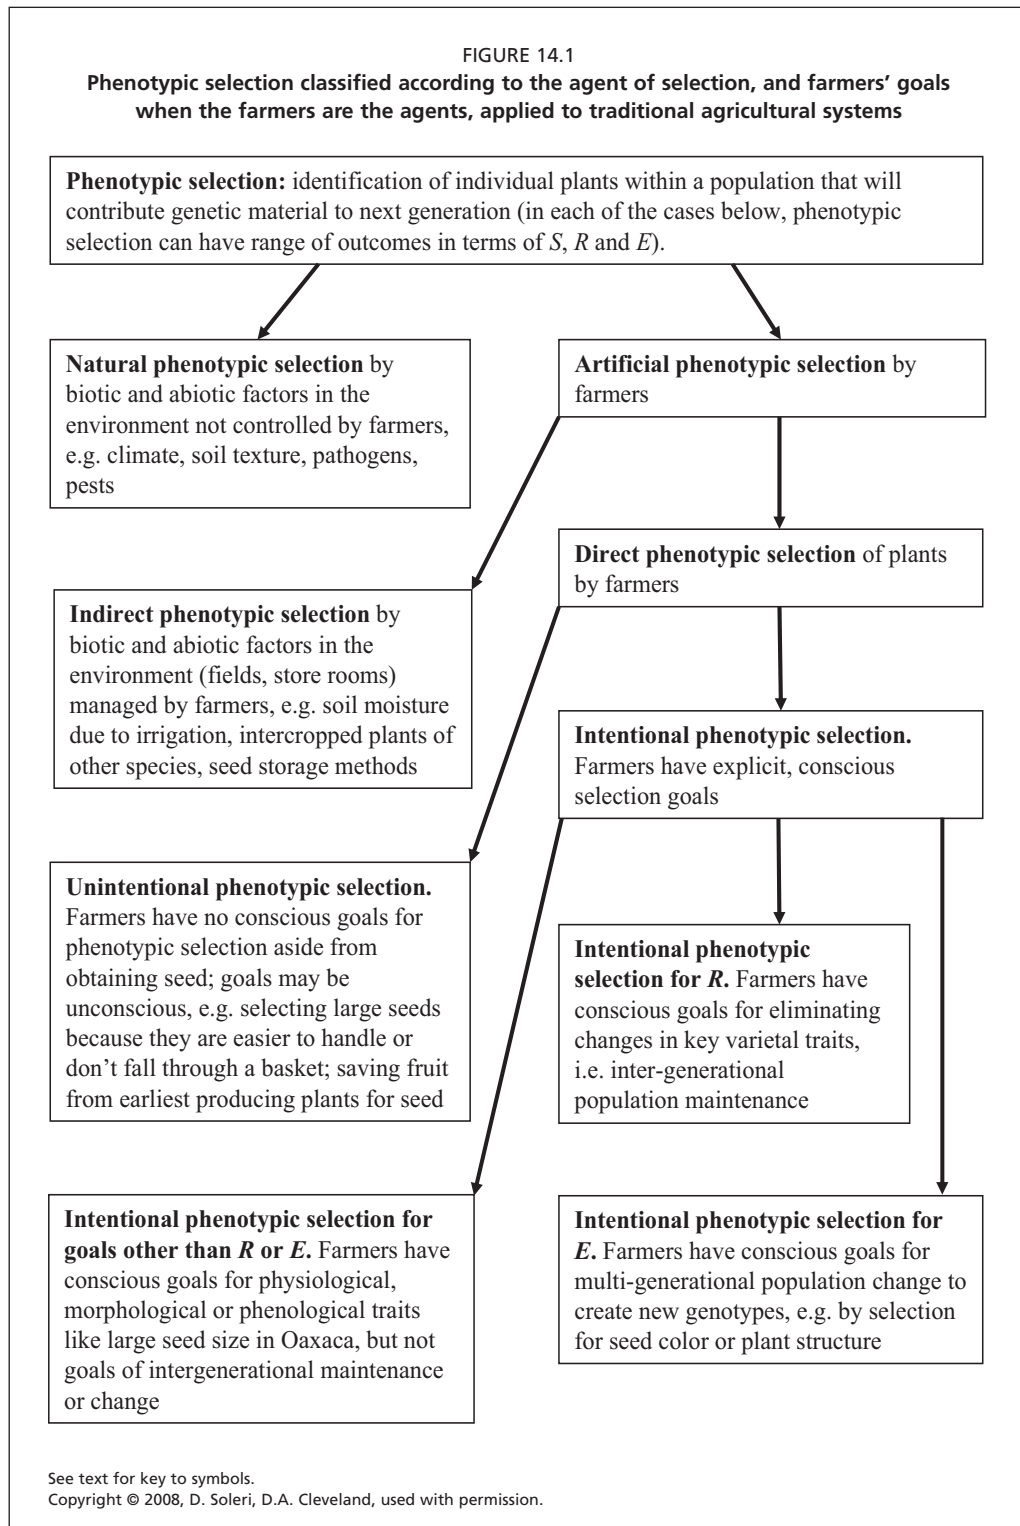 FIGURE 14.1
Phenotypic selection classified according to the agent of selection, and farmers' goals
when the farmers are the agents, applied to traditional agricultural systems
Phenotypic selection: identification of individual plants within a population that will
contribute genetic material to next generation (in each of the cases below, phenotypic
selection can have range of outcomes in terms of S, R and E).
Natural phenotypic selection by
biotic and abiotic factors in the
environment not controlled by farmers,
e.g. climate, soil texture, pathogens,
pests
Artificial phenotypic selection by
farmers
Direct phenotypic selection of plants
by farmers
Indirect phenotypic selection by
biotic and abiotic factors in the
environment (fields, store rooms)
managed by farmers, e.g. soil moisture
due to irrigation, intercropped plants of
other species, seed storage methods
Intentional phenotypic selection.
Farmers have explicit, conscious
selection goals
Unintentional phenotypic selection.
Farmers have no conscious goals for
phenotypic selection aside from
obtaining seed; goals may be
unconscious, e.g. selecting large seeds
because they are easier to handle or
don't fall through a basket; saving fruit
from earliest producing plants for seed
Intentional phenotypic
selection for R. Farmers have
conscious goals for eliminating
changes in key varietal traits,
i.e. inter-generational
population maintenance
Intentional phenotypic selection for
goals other than R or E. Farmers have
conscious goals for physiological,
morphological or phenological traits
like large seed size in Oaxaca, but not
goals of intergenerational maintenance
or change
Intentional phenotypic selection for
E. Farmers have conscious goals for
multi-generational population change to
create new genotypes, e.g. by selection
for seed color or plant structure
See text for key to symbols.
Copyright © 2008, D. Soleri, D.A. Cleveland, used with permission.